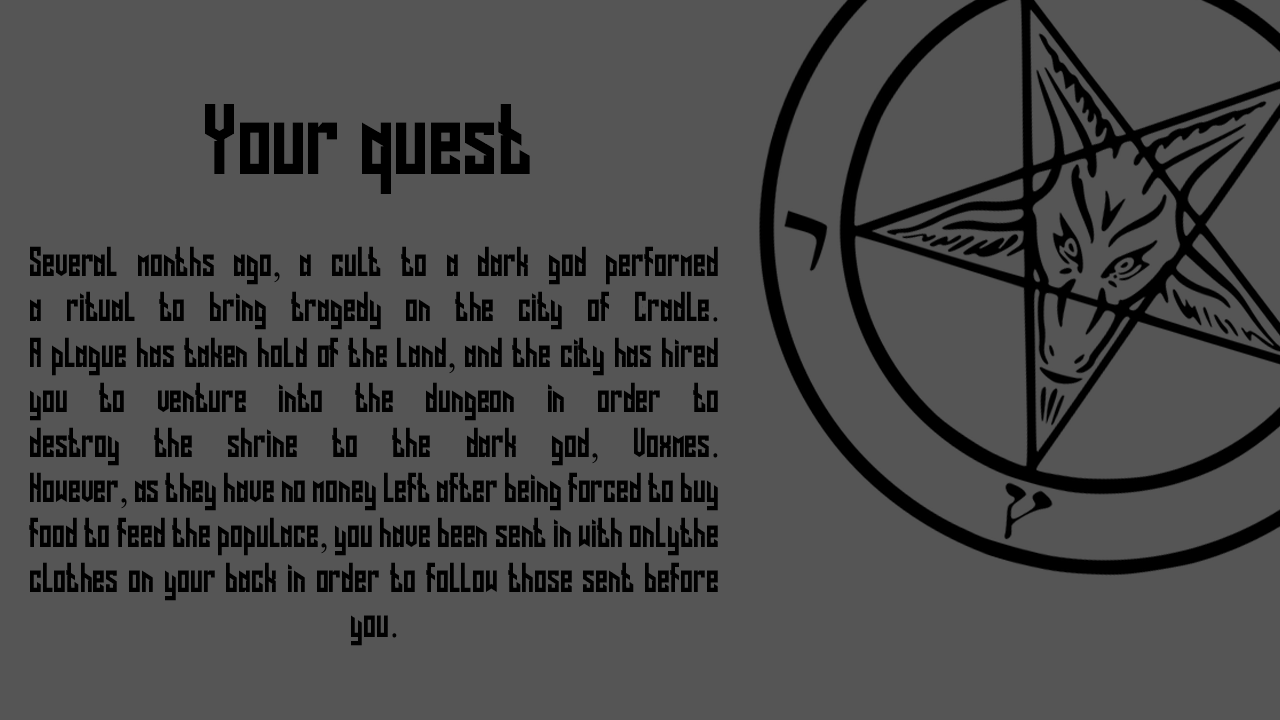 Your quest
Several months ago, a cult to a dark god performed
a ritual to bring tragedy on the city of Cradle.
A plague has taken hold of the land, and the city has hired
you to venture into the dungeon in order to
destroy the shrine to the dark god, Voxmes.
However, as they have no money left after being forced to buy
food to feed the populace, you have been sent in with onlythe
clothes on your back in order to follow those sent before
you.
י
ש